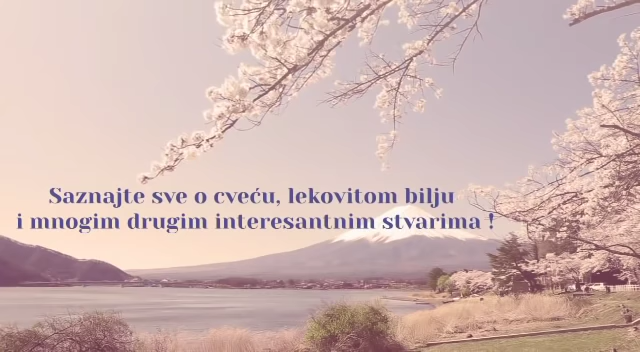 Saznajte sve o cveću, lekovitom bilju
i mnogim drugim interesantnim stvarima !